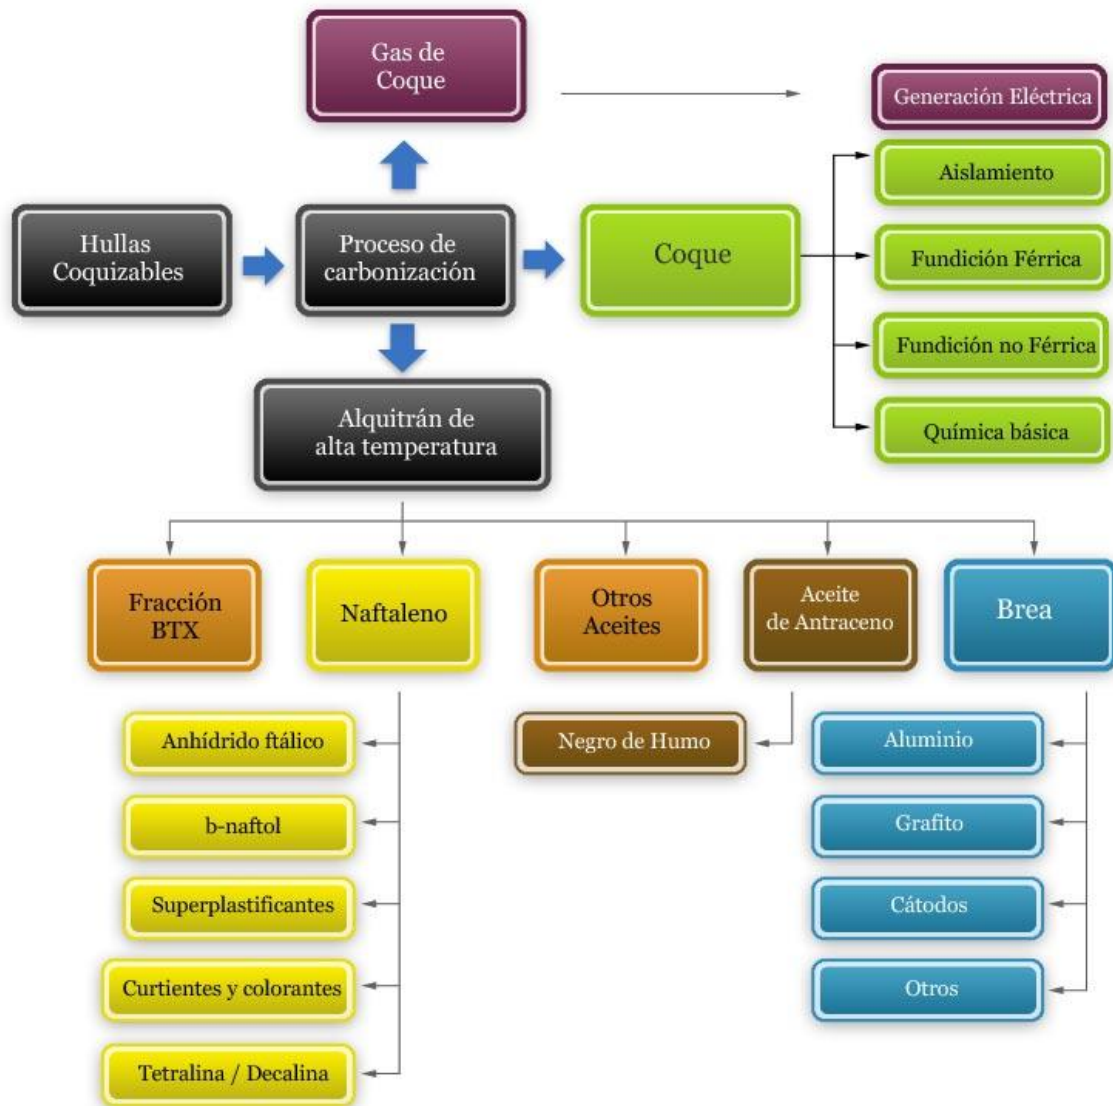 Gas de
Coque
Generación Eléctrica
Aislamiento
Hullas
Coquizables
Proceso de
carbonización
Coque
Fundición Férrica
Fundición no Férrica
Alquitrán de
alta temperatura
Química básica
Fracción
BTX
Naftaleno
Otros
Aceites
Aceite
de Antraceno
Brea
Anhídrido ftálico
Negro de Humo
Aluminio
b-naftol
Grafito
Superplastificantes
Cátodos
Curtientes y colorantes
Otros
Tetralina / Decalina